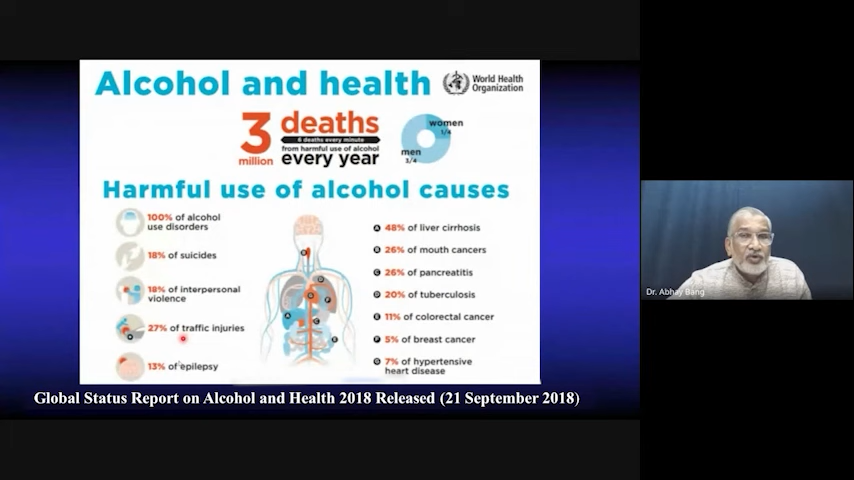 Alcohol and health
World Health
Organization
3
million
deaths
6 deaths every minute
from harmful use of alcohol
every year
women
1/4
men
3/4
Harmful use of alcohol causes
100% of alcohol
use disorders
18% of suicides
18% of interpersonal
violence
27% of traffic injuries
13% of epilepsy
A 48% of liver cirrhosis
B 26% of mouth cancers
C 26% of pancreatitis
D 20% of tuberculosis
E 11% of colorectal cancer
F 5% of breast cancer
G 7% of hypertensive
heart disease
Global Status Report on Alcohol and Health 2018 Released (21 September 2018)
Dr. Abhay Bang